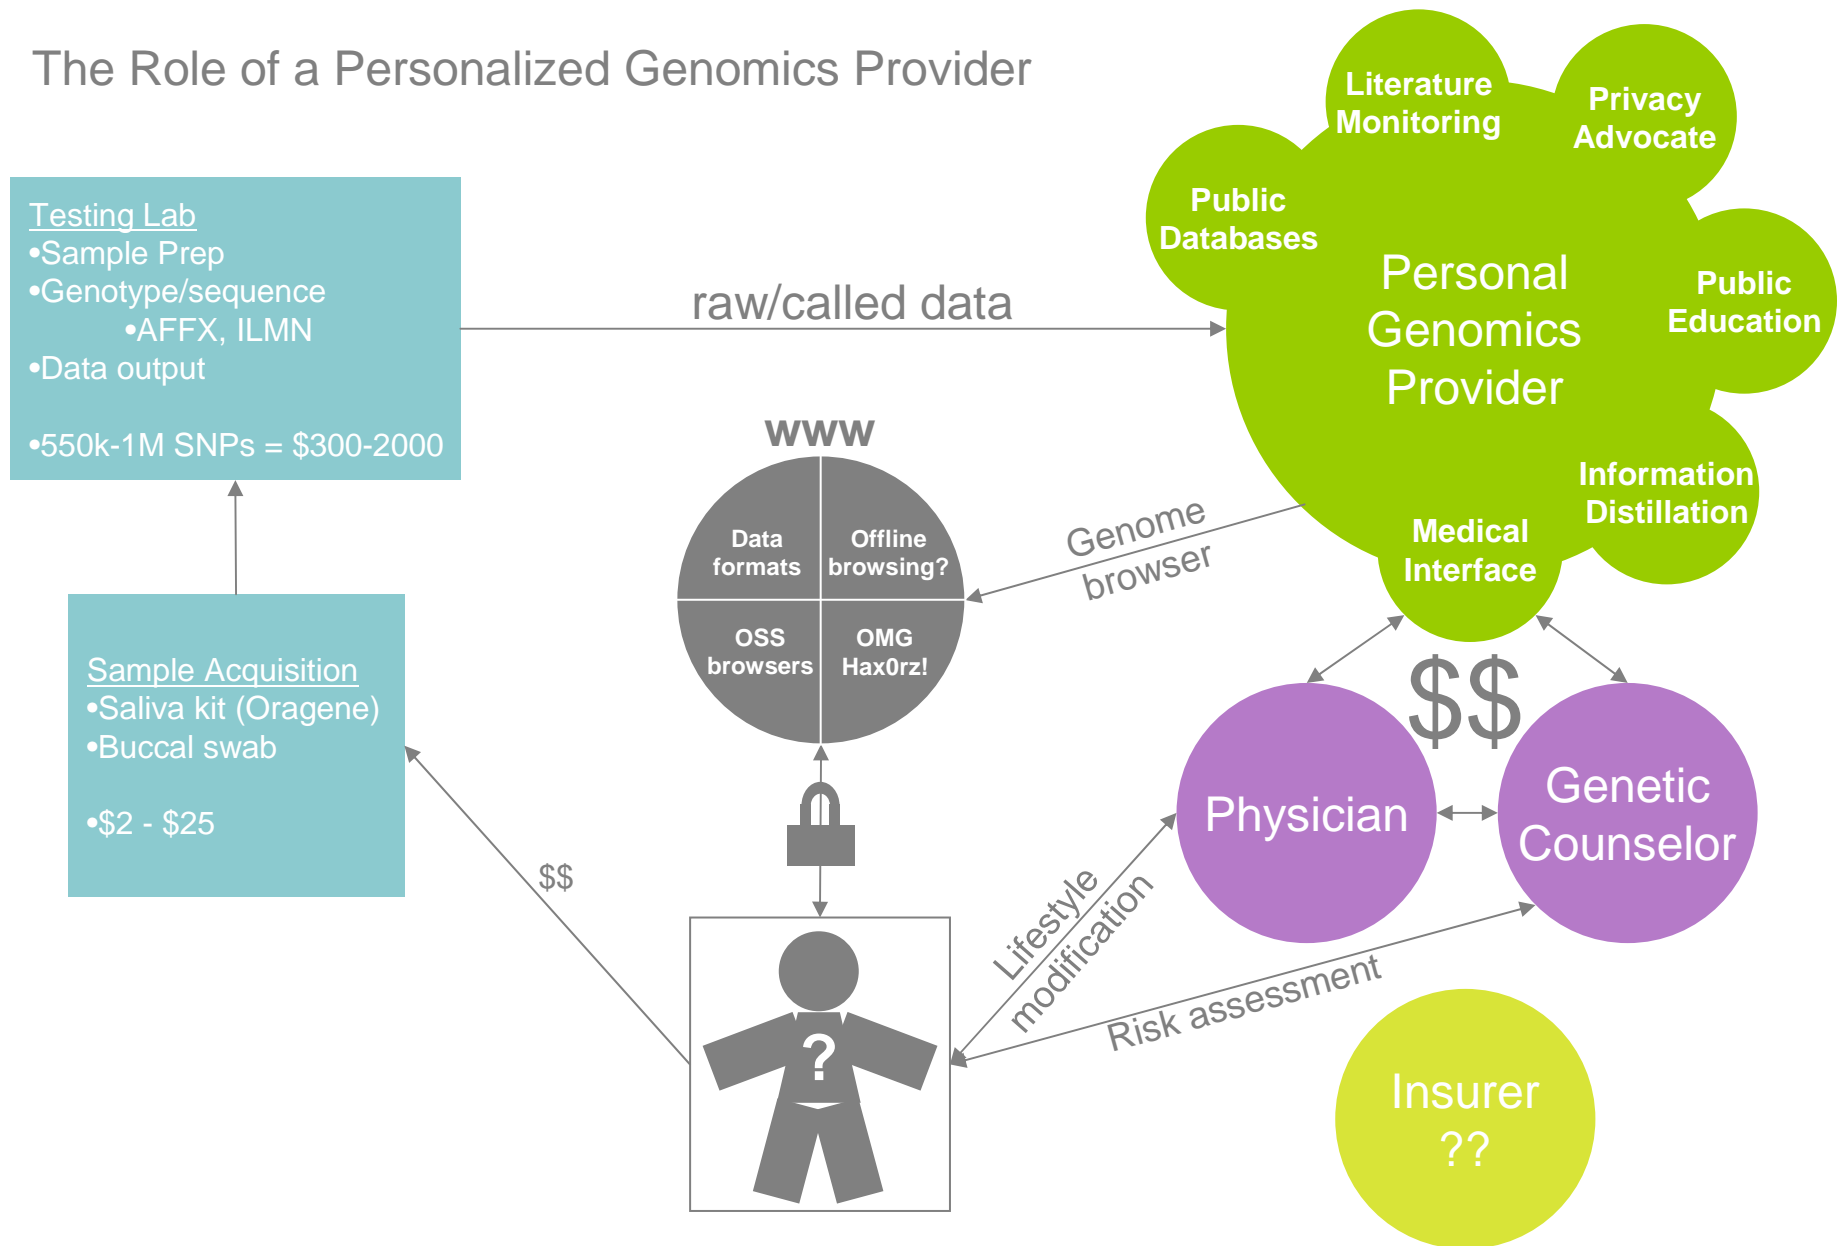 The Role of a Personalized Genomics Provider
Testing Lab
•Sample Prep
•Genotype/sequence
•AFFX, ILMN
•Data output
•550k-1M SNPs = $300-2000
raw/called data
Literature
Monitoring
Privacy
Advocate
Public
Databases
Personal
Genomics
Provider
Public
Education
Information
Distillation
Medical
Interface
www
Data
formats
Offline
browsing?
OSS
browsers
OMG
Hax0rz!
Genome
browser
Sample Acquisition
•Saliva kit (Oragene)
•Buccal swab
•$2 - $25
$$
$$
Physician
Genetic
Counselor
Lifestyle
modification
Risk assessment
?
Insurer
??